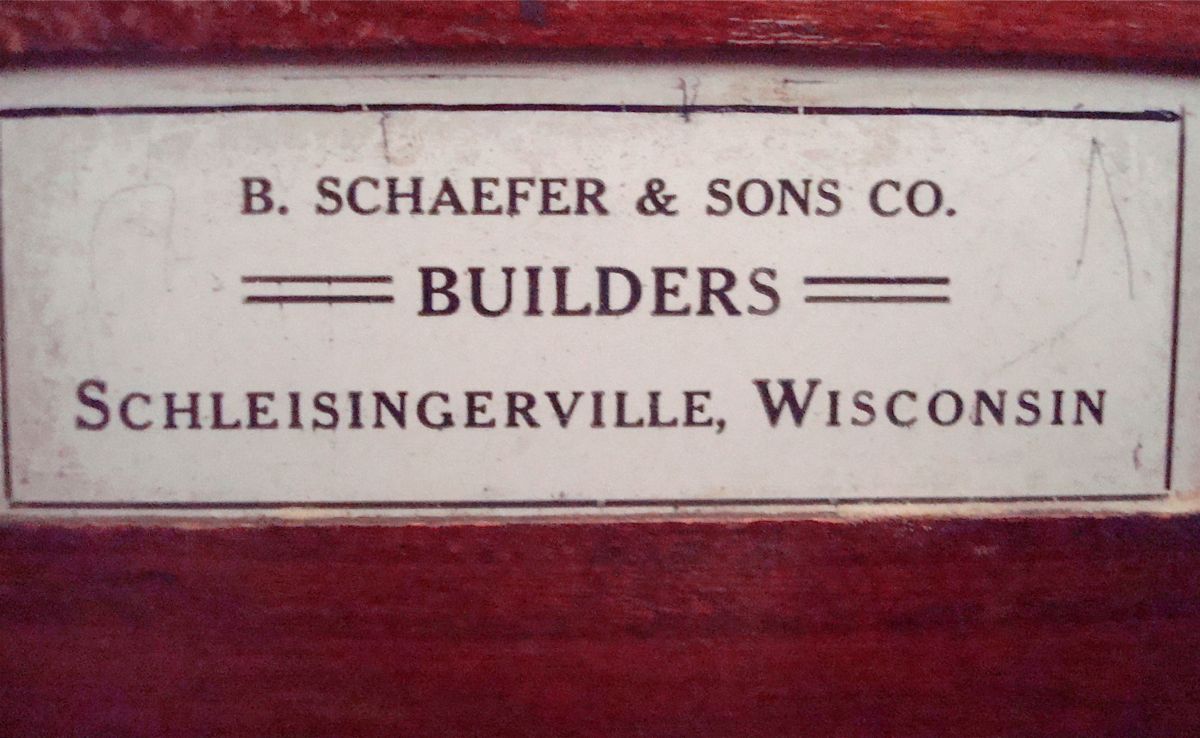 B. SCHAEFER & SONS CO.
BUILDERS
SCHLEISINGERVILLE, WISCONSIN